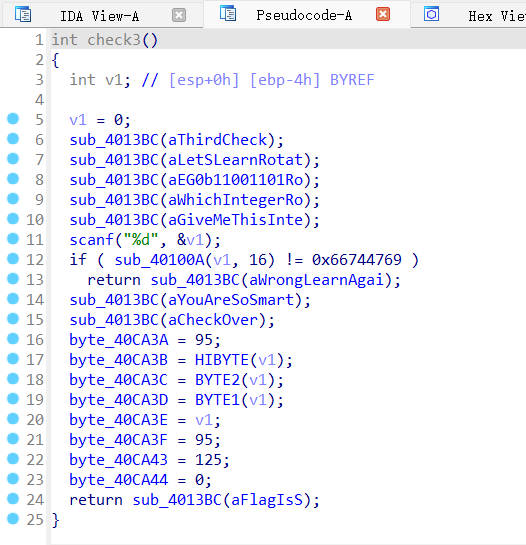 IDA View-A Pseudocode-A Hex Vie
1 int check3()
2 {
3 int v1; // [esp+0h] [ebp-4h] BYREF
4
5 v1 = 0;
6 sub_4013BC(aThirdCheck);
7 sub_4013BC(aLetSLearnRotat);
8 sub_4013BC(aEG0b11001101Ro);
9 sub_4013BC(aWhichIntegerRo);
10 sub_4013BC(aGiveMeThisInte);
11 scanf("%d", &v1);
12 if ( sub_40100A(v1, 16) != 0x66744769 )
13 return sub_4013BC(aWrongLearnAgai);
14 sub_4013BC(aYouAreSoSmart);
15 sub_4013BC(aCheckOver);
16 byte_40CA3A = 95;
17 byte_40CA3B = HIBYTE(v1);
18 byte_40CA3C = BYTE2(v1);
19 byte_40CA3D = BYTE1(v1);
20 byte_40CA3E = v1;
21 byte_40CA3F = 95;
22 byte_40CA43 = 125;
23 byte_40CA44 = 0;
24 return sub_4013BC(aFlagIsS);
25 }